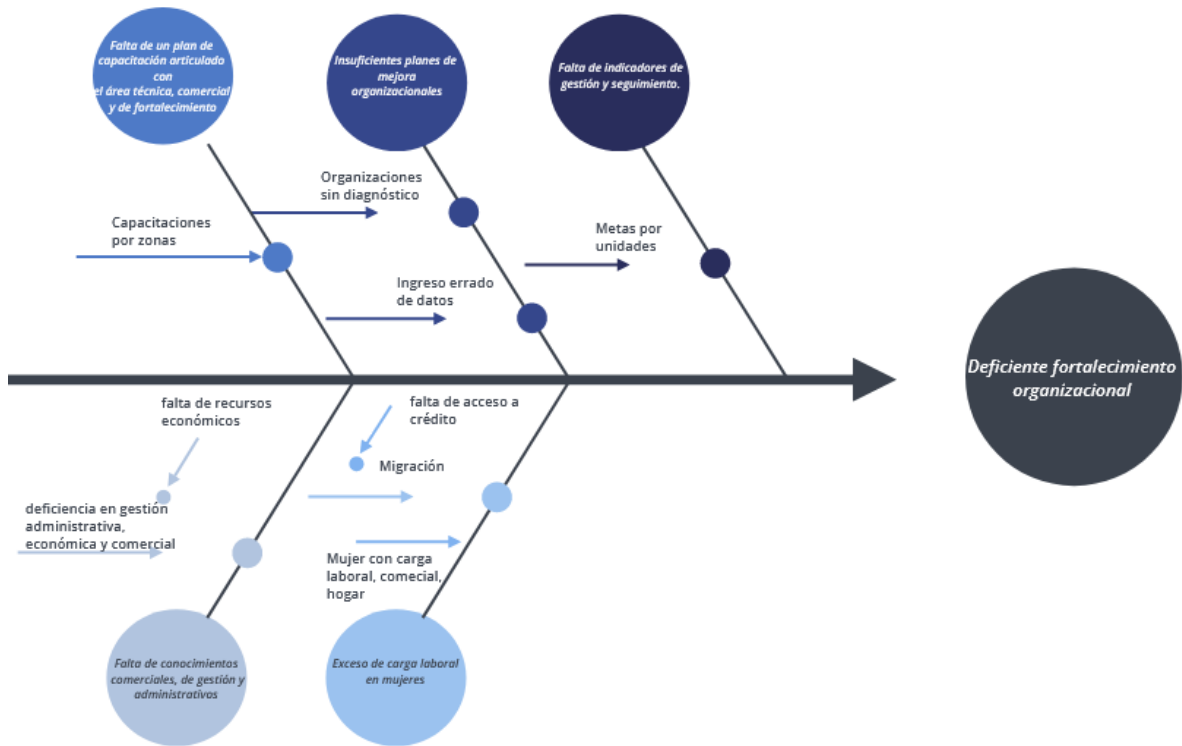 Falta de un plan de
capacitación articulado
con
el área técnica, comercial
y de fortalecimiento
Insuficientes planes de
mejora
organizacionales
Falta de indicadores de
gestión y seguimiento.
Organizaciones
sin diagnóstico
Capacitaciones
por zonas
Metas por
unidades
Ingreso errado
de datos
Deficiente fortalecimiento
organizacional
falta de recursos
económicos
falta de acceso a
crédito
Migración
deficiencia en gestión
administrativa,
económica y comercial
Mujer con carga
laboral, comecial,
hogar
Falta de conocimientos
comerciales, de gestión y
administrativos
Exceso de carga laboral
en mujeres